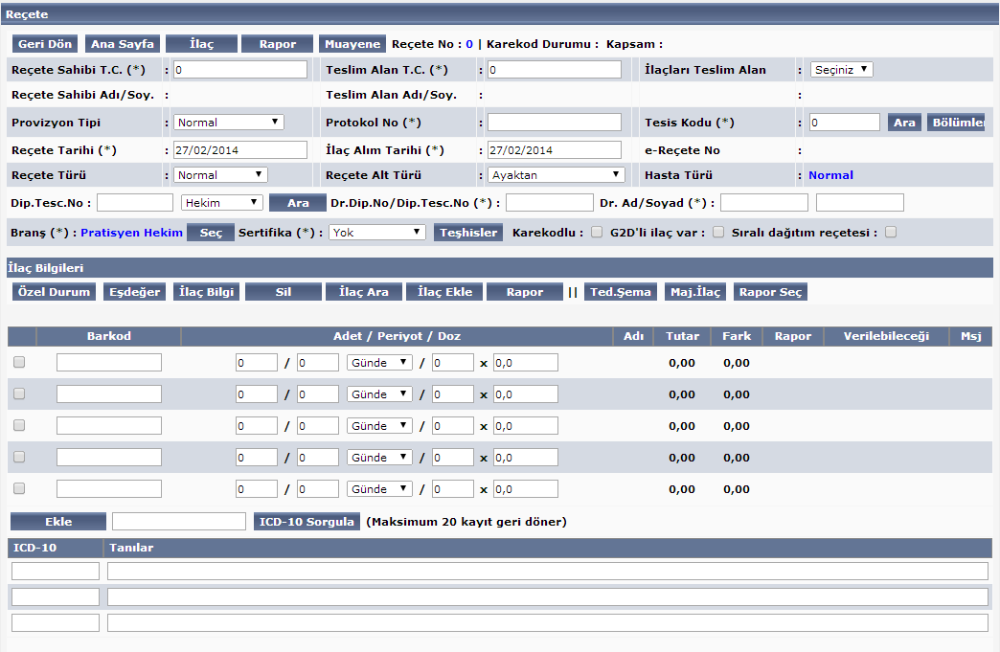 Reçete
Geri Dön Ana Sayfa İlaç Rapor Muayene Reçete No : 0 | Karekod Durumu : Kapsam :
Reçete Sahibi T.C. (*) : 0 Teslim Alan T.C. (*) : 0 İlaçları Teslim Alan : Seçiniz
Reçete Sahibi Adı/Soy. : Teslim Alan Adı/Soy. : :
Provizyon Tipi : Normal Protokol No (*) : Tesis Kodu (*) : 0 Ara Bölümler
Reçete Tarihi (*) : 27/02/2014 İlaç Alım Tarihi (*) : 27/02/2014 e-Reçete No :
Reçete Türü : Normal Reçete Alt Türü : Ayaktan Hasta Türü : Normal
Dip.Tesc.No : Hekim Ara Dr.Dip.No/Dip.Tesc.No (*) : Dr. Ad/Soyad (*) :
Branş (*) : Pratisyen Hekim Seç Sertifika (*) : Yok Teşhisler Karekodlu : G2D'li ilaç var : Sıralı dağıtım reçetesi :
İlaç Bilgileri
Özel Durum Eşdeğer İlaç Bilgi Sil İlaç Ara İlaç Ekle Rapor || Ted.Şema Maj.İlaç Rapor Seç
Barkod Adet / Periyot / Doz Adı Tutar Fark Rapor Verilebileceği Msj
0 / 0 Günde / 0 x 0,0 0,00 0,00
0 / 0 Günde / 0 x 0,0 0,00 0,00
0 / 0 Günde / 0 x 0,0 0,00 0,00
0 / 0 Günde / 0 x 0,0 0,00 0,00
0 / 0 Günde / 0 x 0,0 0,00 0,00
Ekle ICD-10 Sorgula (Maksimum 20 kayıt geri döner)
ICD-10 Tanılar